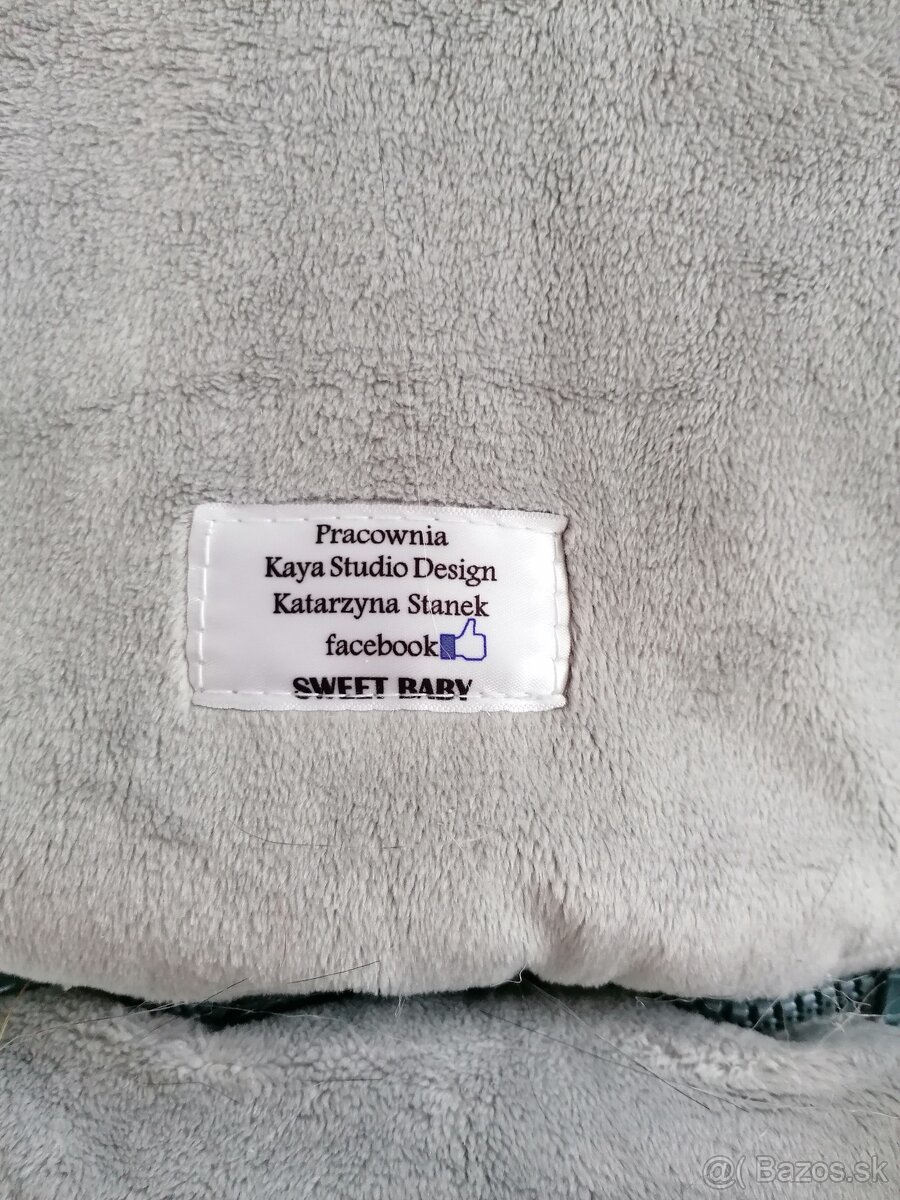 Pracownia
Kaya Studio Design
Katarzyna Stanek
facebook
SWEET BABY
@( Bazos.sk